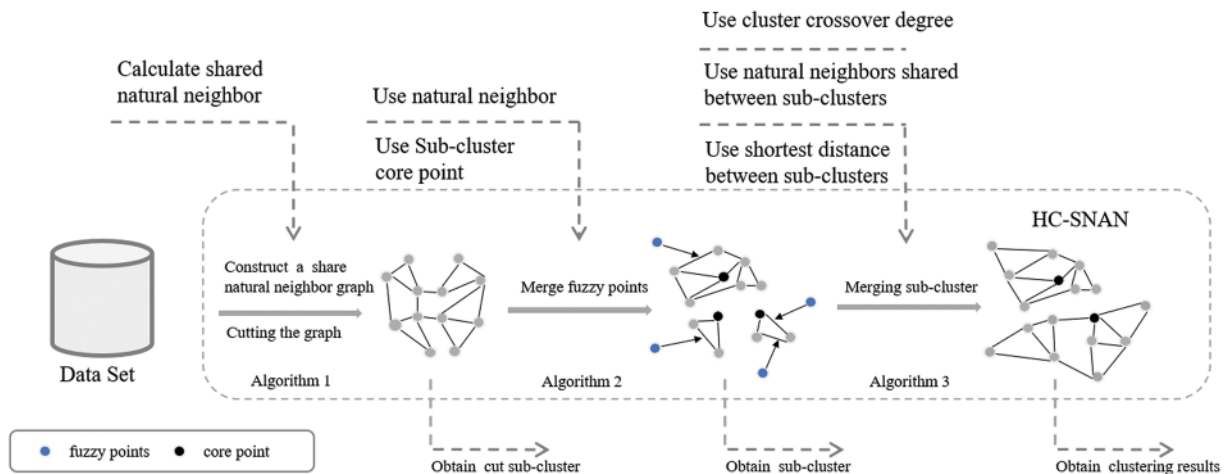 Use cluster crossover degree
Calculate shared
natural neighbor
Use natural neighbor
Use natural neighbors shared
between sub-clusters
Use Sub-cluster
core point
Use shortest distance
between sub-clusters
HC-SNAN
Construct a share
natural neighbor graph
Merge fuzzy points
Merging sub-cluster
Cutting the graph
Data Set
Algorithm 1
Algorithm 2
Algorithm 3
fuzzy points
core point
Obtain cut sub-cluster
Obtain sub-cluster
Obtain clustering results